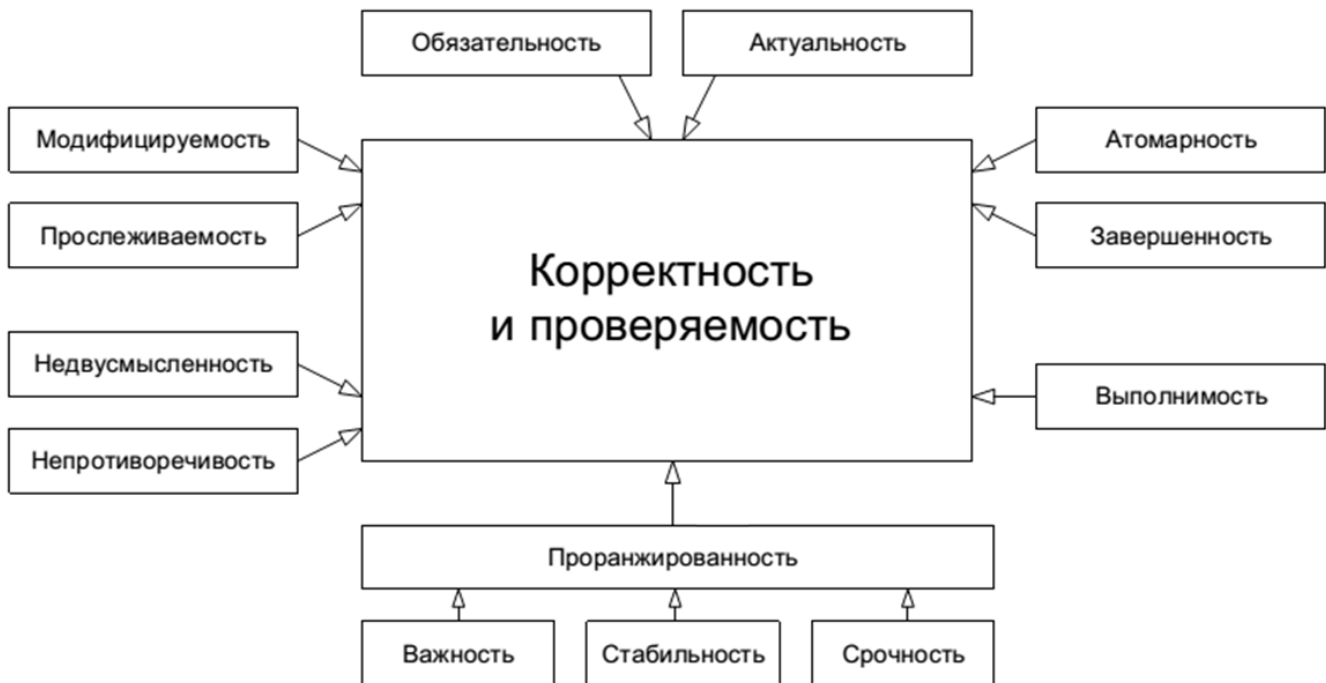 Обязательность
Актуальность
Модифицируемость
Атомарность
Прослеживаемость
Завершенность
Корректность
и проверяемость
Недвусмысленность
Выполнимость
Непротиворечивость
Проранжированность
Важность
Стабильность
Срочность